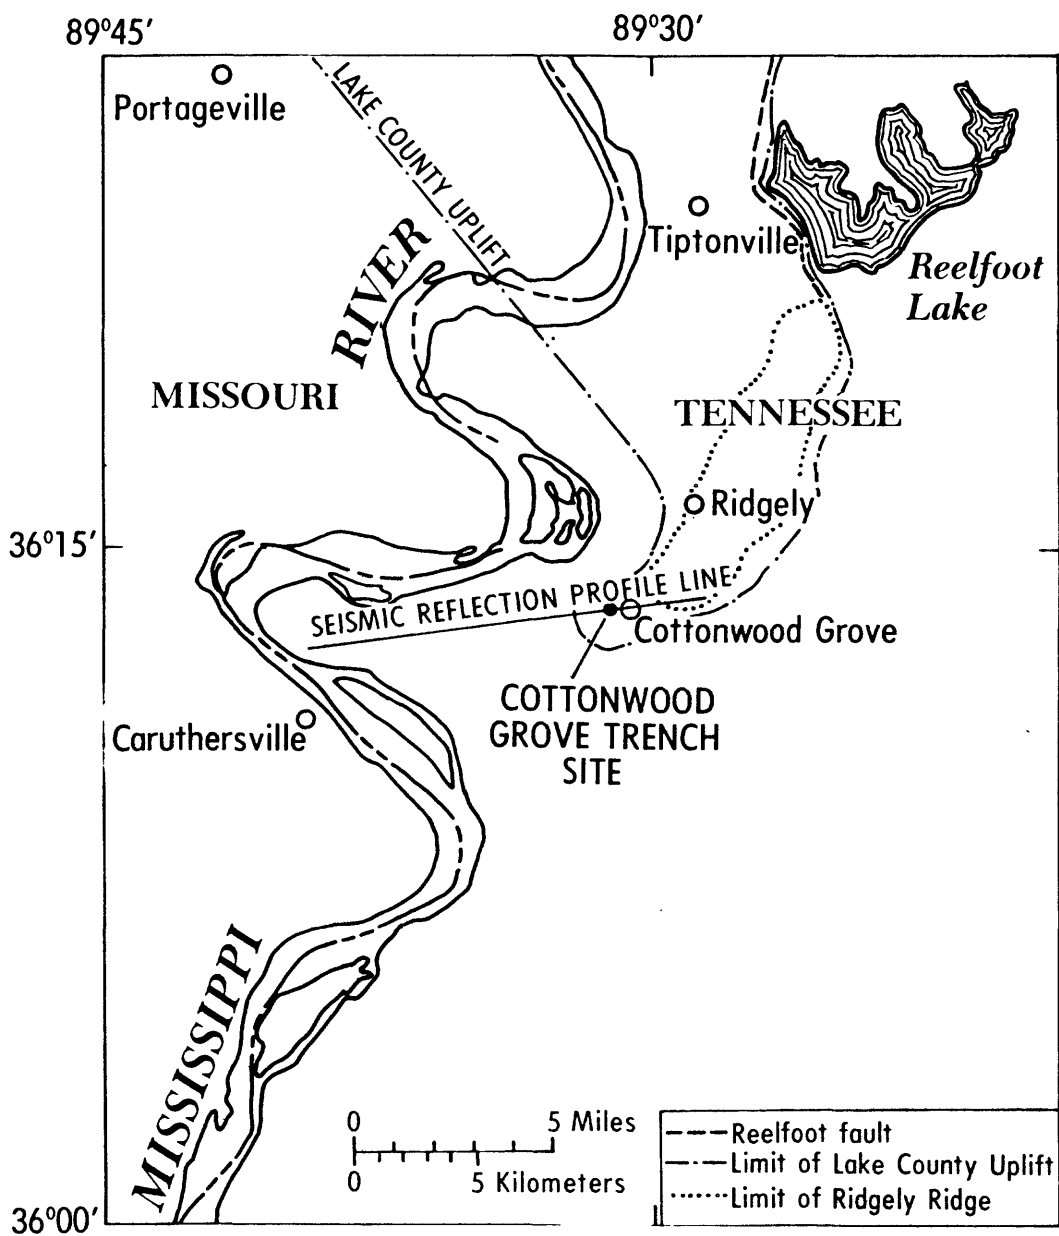 89°45′
89°30′
Portageville
LAKE COUNTY UPLIFT
RIVER
Tiptonville
Reelfoot
Lake
MISSOURI
TENNESSEE
Ridgely
36°15′
SEISMIC REFLECTION PROFILE LINE
Cottonwood Grove
COTTONWOOD
GROVE TRENCH
SITE
Caruthersville
MISSISSIPPI
0 5 Miles
0 5 Kilometers
Reelfoot fault
Limit of Lake County Uplift
Limit of Ridgely Ridge
36°00′